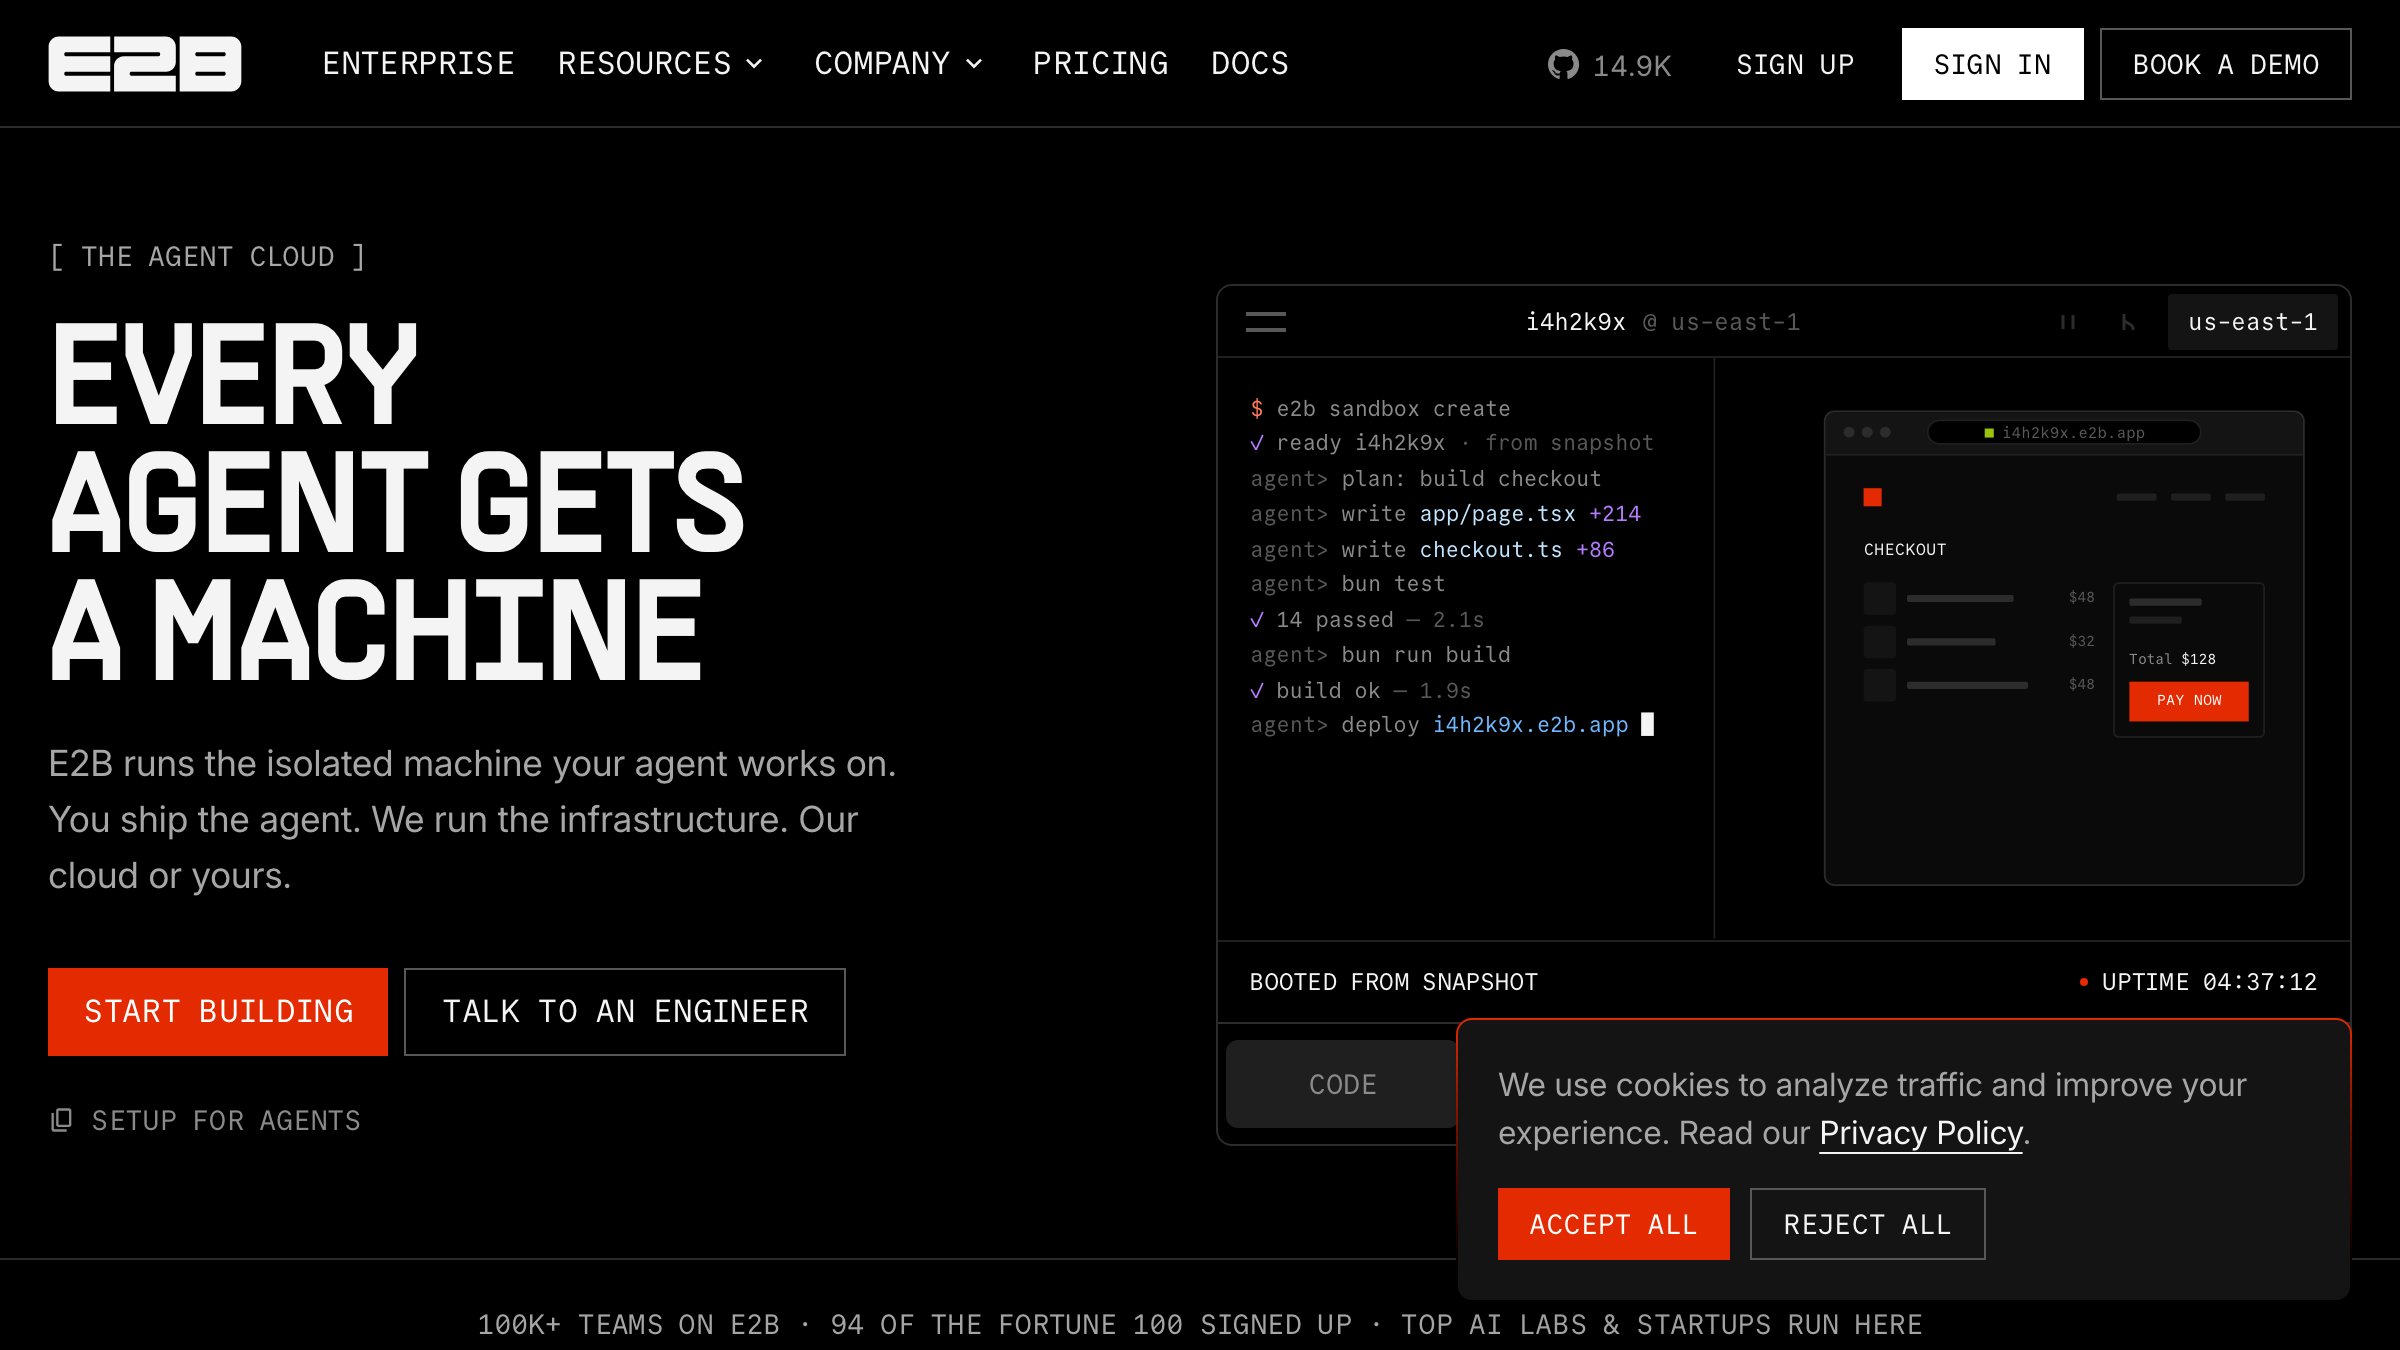 E2B
ENTERPRISE RESOURCES COMPANY PRICING DOCS
14.9K SIGN UP SIGN IN BOOK A DEMO
[ THE AGENT CLOUD ]
EVERY
AGENT GETS
A MACHINE
E2B runs the isolated machine your agent works on.
You ship the agent. We run the infrastructure. Our
cloud or yours.
START BUILDING TALK TO AN ENGINEER
SETUP FOR AGENTS
i4h2k9x @ us-east-1
us-east-1
$ e2b sandbox create
✓ ready i4h2k9x · from snapshot
agent> plan: build checkout
agent> write app/page.tsx +214
agent> write checkout.ts +86
agent> bun test
✓ 14 passed — 2.1s
agent> bun run build
✓ build ok — 1.9s
agent> deploy i4h2k9x.e2b.app
i4h2k9x.e2b.app
CHECKOUT
$48
$32
$48
Total $128
PAY NOW
BOOTED FROM SNAPSHOT
• UPTIME 04:37:12
CODE
We use cookies to analyze traffic and improve your
experience. Read our Privacy Policy.
ACCEPT ALL REJECT ALL
100K+ TEAMS ON E2B · 94 OF THE FORTUNE 100 SIGNED UP · TOP AI LABS & STARTUPS RUN HERE